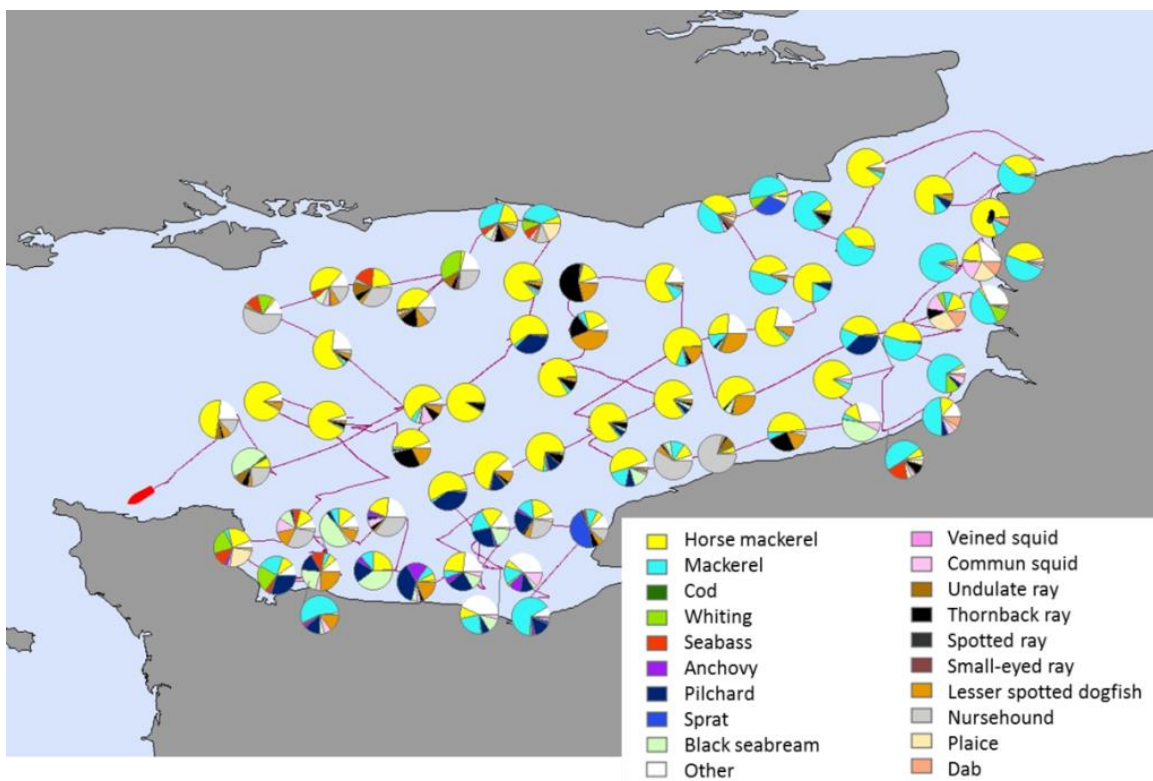 Horse mackerel
Mackerel
Cod
Whiting
Seabass
Anchovy
Pilchard
Sprat
Black seabream
Other
Veined squid
Commun squid
Undulate ray
Thornback ray
Spotted ray
Small-eyed ray
Lesser spotted dogfish
Nursehound
Plaice
Dab